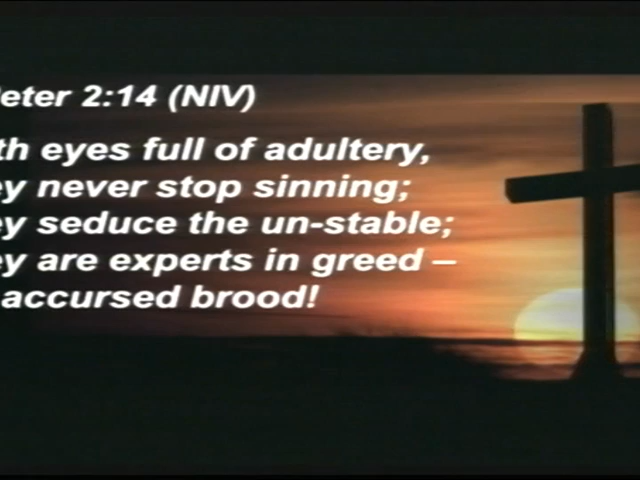 eter 2:14 (NIV)
th eyes full of adultery,
ey never stop sinning;
ey seduce the un-stable;
ey are experts in greed –
accursed brood!